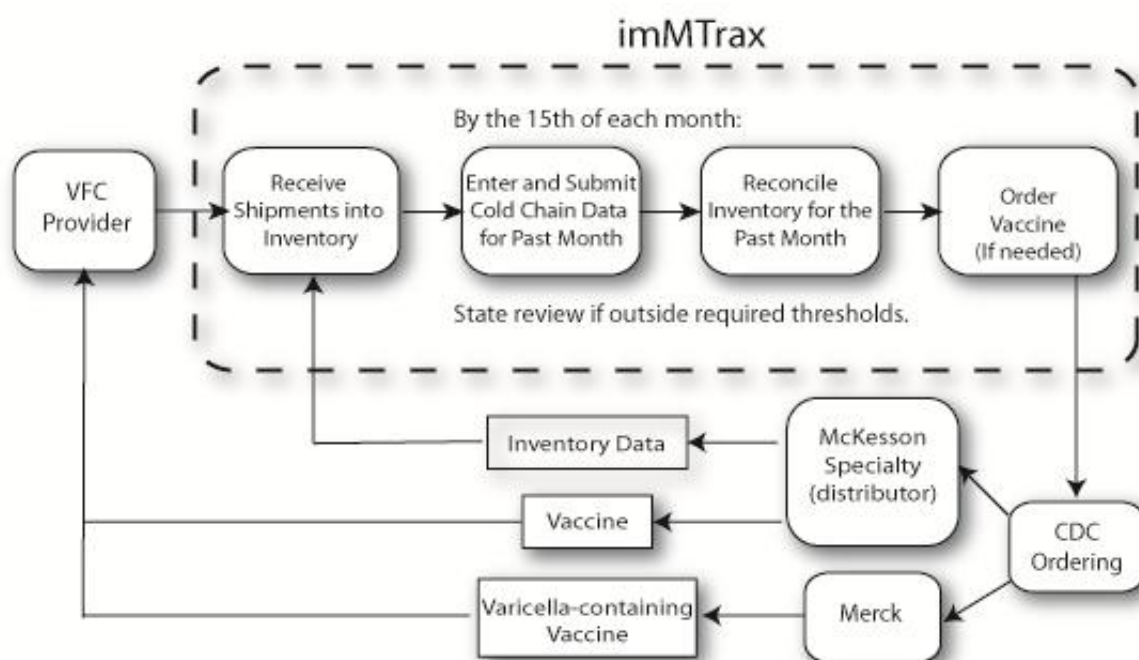 imMTrax
By the 15th of each month:
VFC
Provider
Receive
Shipments into
Inventory
Enter and Submit
Cold Chain Data
for Past Month
Reconcile
Inventory for the
Past Month
Order
Vaccine
(If needed)
State review if outside required thresholds.
Inventory Data
McKesson
Specialty
(distributor)
Vaccine
CDC
Ordering
Varicella-containing
Vaccine
Merck